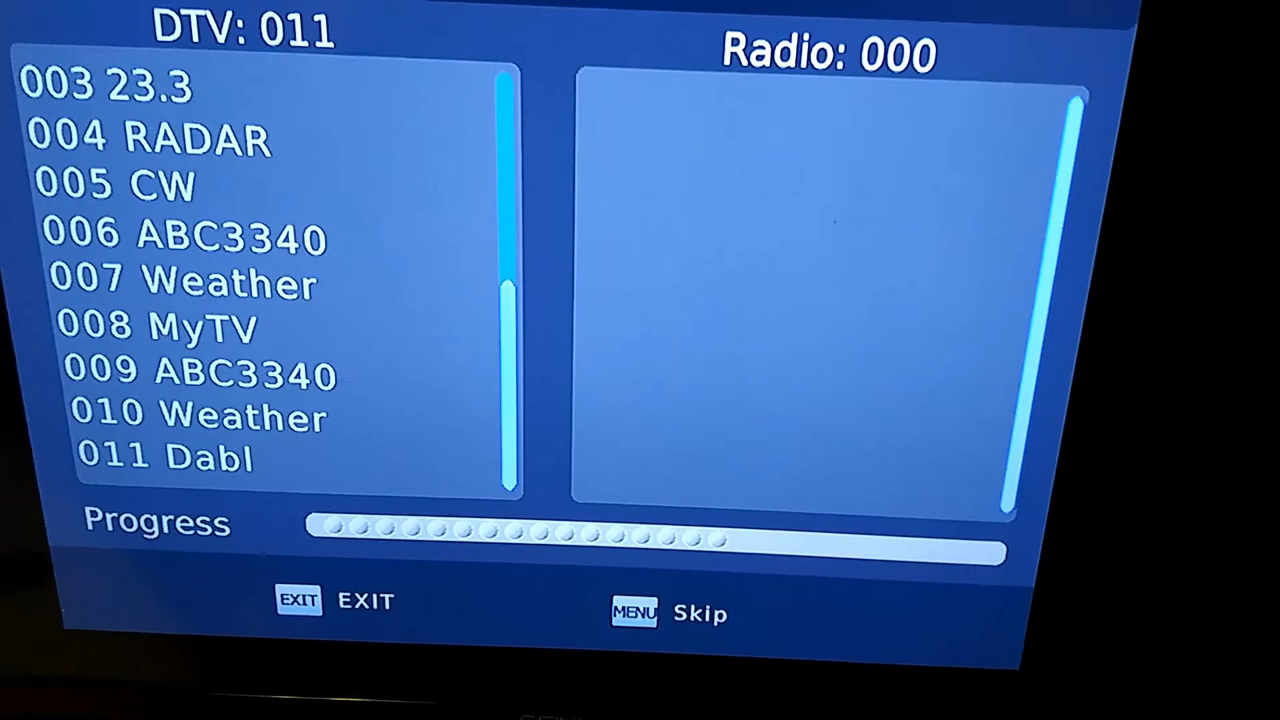 DTV: 011
Radio: 000
003 23.3
004 RADAR
005 CW
006 ABC3340
007 Weather
008 MyTV
009 ABC3340
010 Weather
011 Dabl
Progress
EXIT EXIT
MENU Skip